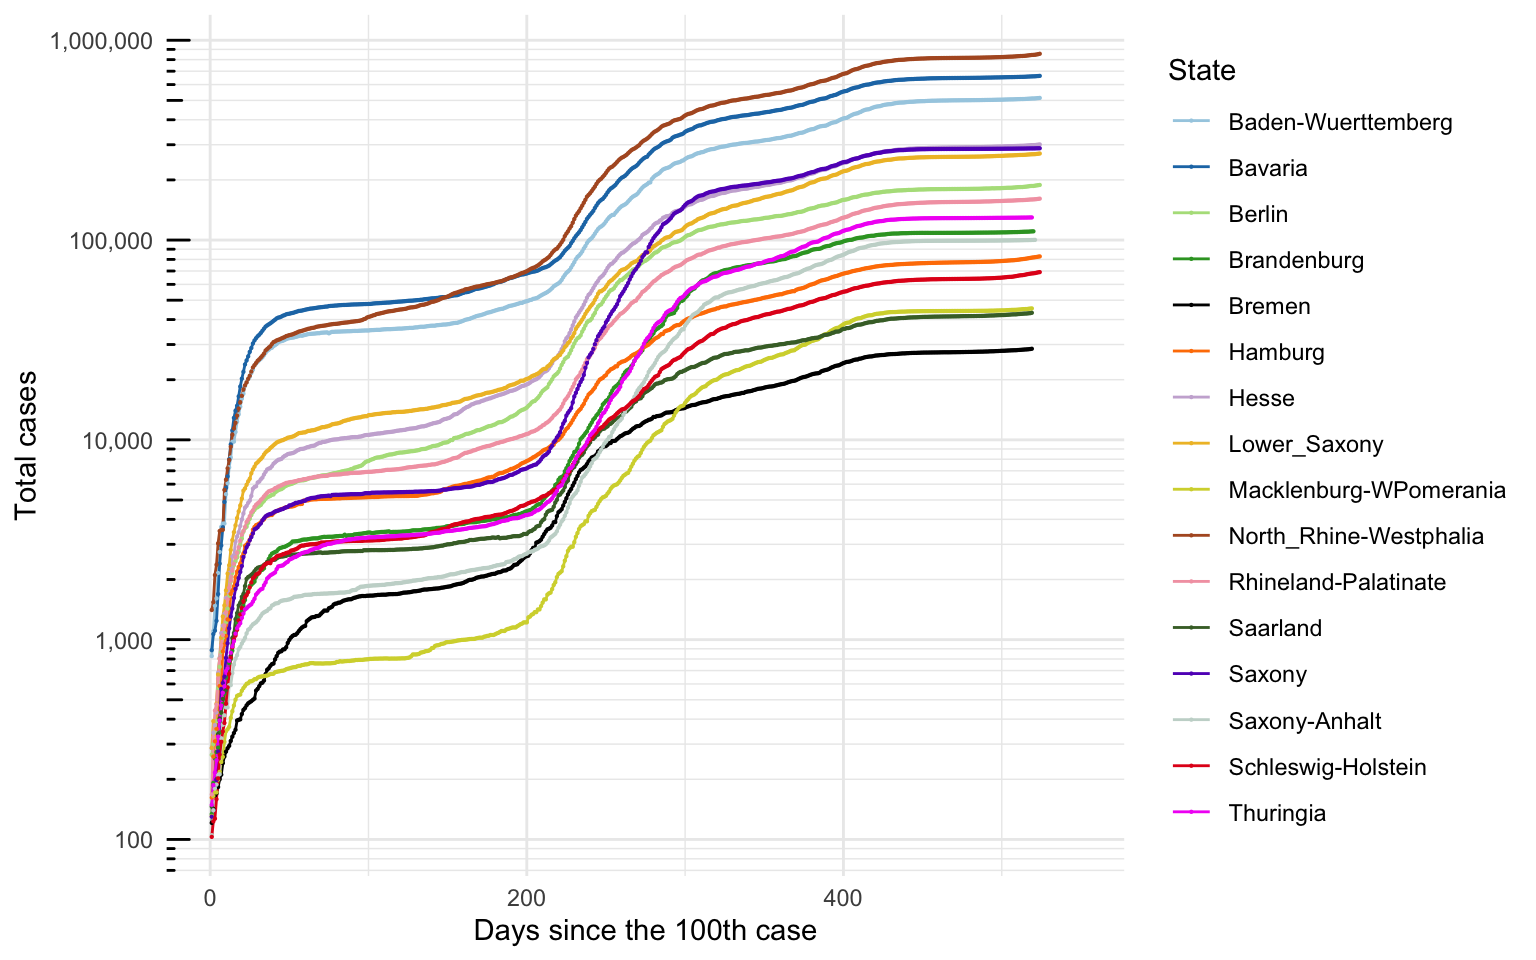 1,000,000
100,000
10,000
1,000
100
Total cases
0
200
400
Days since the 100th case
State
Baden-Wuerttemberg
Bavaria
Berlin
Brandenburg
Bremen
Hamburg
Hesse
Lower_Saxony
Macklenburg-WPomerania
North_Rhine-Westphalia
Rhineland-Palatinate
Saarland
Saxony
Saxony-Anhalt
Schleswig-Holstein
Thuringia